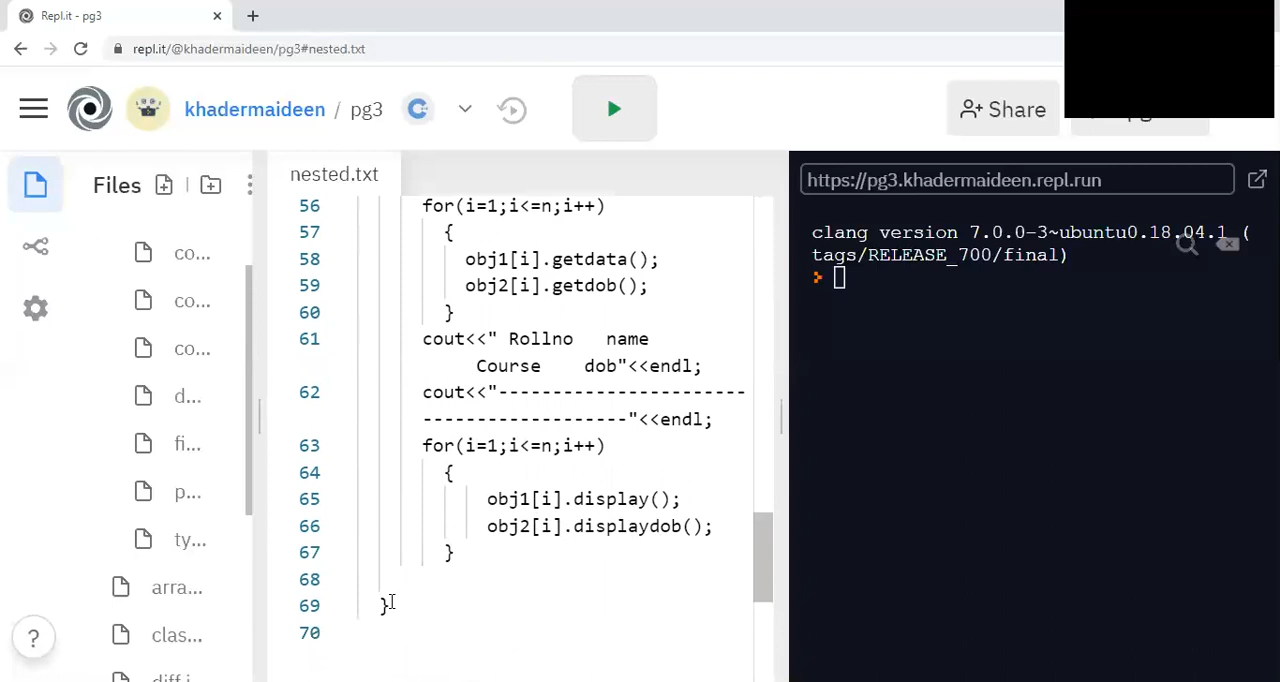 Repl.it - pg3
repl.it/@khadermaideen/pg3#nested.txt
khadermaideen / pg3
Share
Files
co...
co...
co...
d...
fi...
p...
ty...
arra...
clas...
?
nested.txt
56 for(i=1;i<=n;i++)
57 {
58 obj1[i].getdata();
59 obj2[i].getdob();
60 }
61 cout<<" Rollno name
Course dob"<<endl;
62 cout<<"-----------------------
-------------------"<<endl;
63 for(i=1;i<=n;i++)
64 {
65 obj1[i].display();
66 obj2[i].displaydob();
67 }
68
69 }
70
https://pg3.khadermaideen.repl.run
clang version 7.0.0-3~ubuntu0.18.04.1 (
tags/RELEASE_700/final)
>